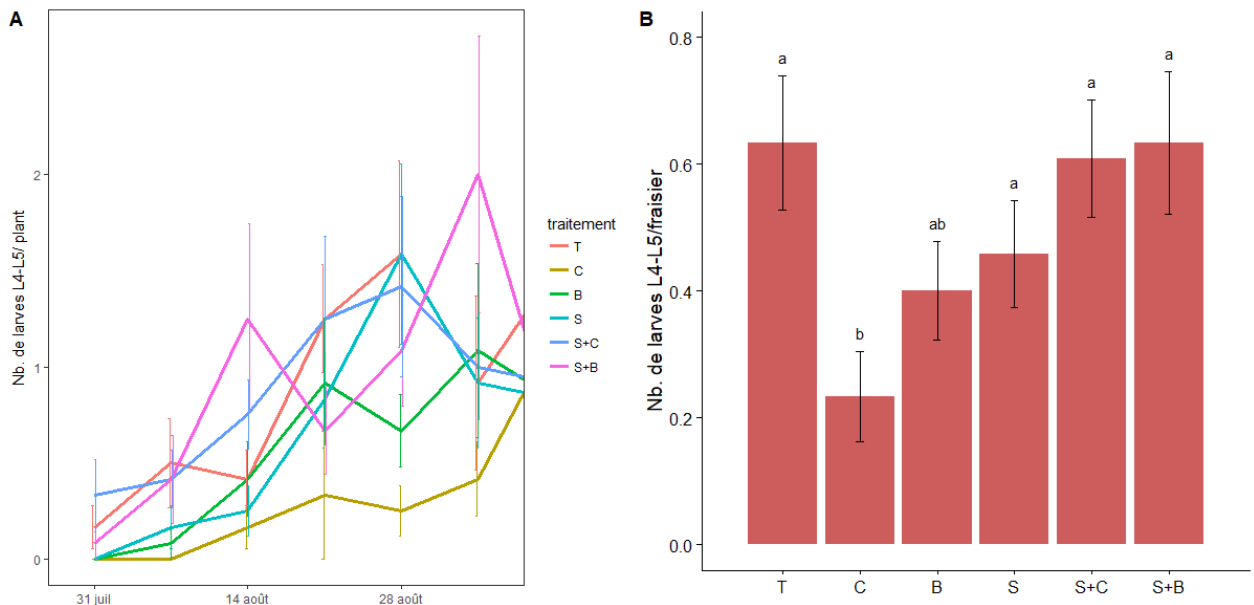 A
Nb. de larves L4-L5/ plant
2
1
0
31 juil
14 août
28 août
traitement
T
C
B
S
S+C
S+B
B
Nb. de larves L4-L5/fraisier
0.8
0.6
0.4
0.2
0.0
a
b
ab
a
a
a
T
C
B
S
S+C
S+B